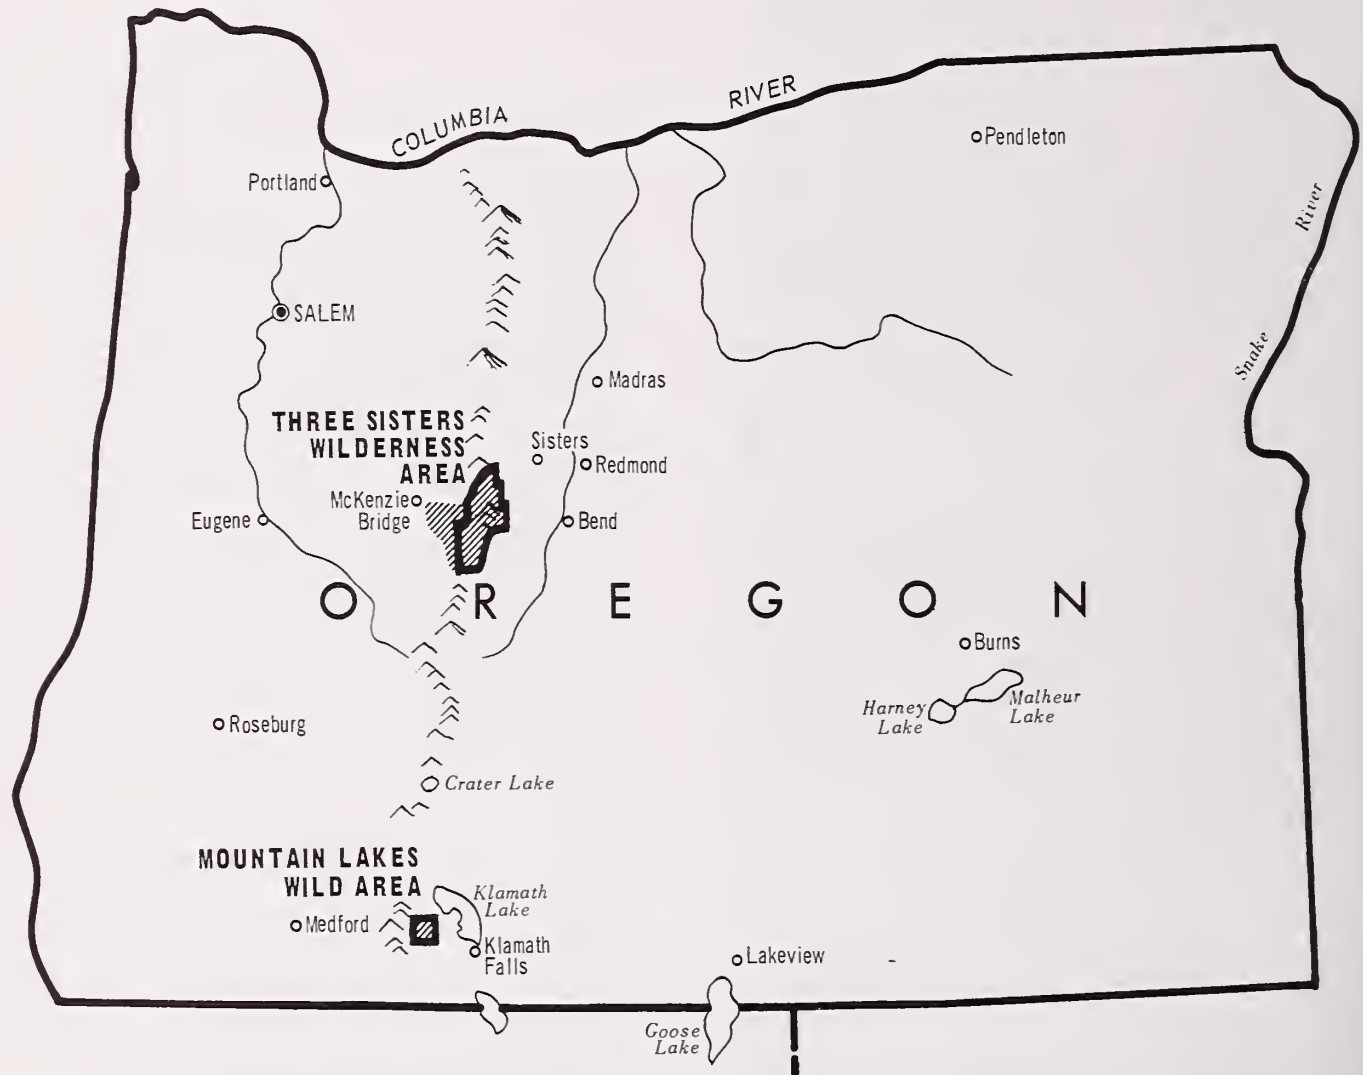 COLUMBIA
RIVER
Pendleton
Portland
River
SALEM
Snake
Madras
THREE SISTERS
WILDERNESS
AREA
Sisters
Redmond
McKenzie
Bridge
Eugene
Bend
OREGON
Burns
Harney
Lake
Malheur
Lake
Roseburg
Crater Lake
MOUNTAIN LAKES
WILD AREA
Klamath
Lake
Medford
Klamath
Falls
Lakeview
Goose
Lake